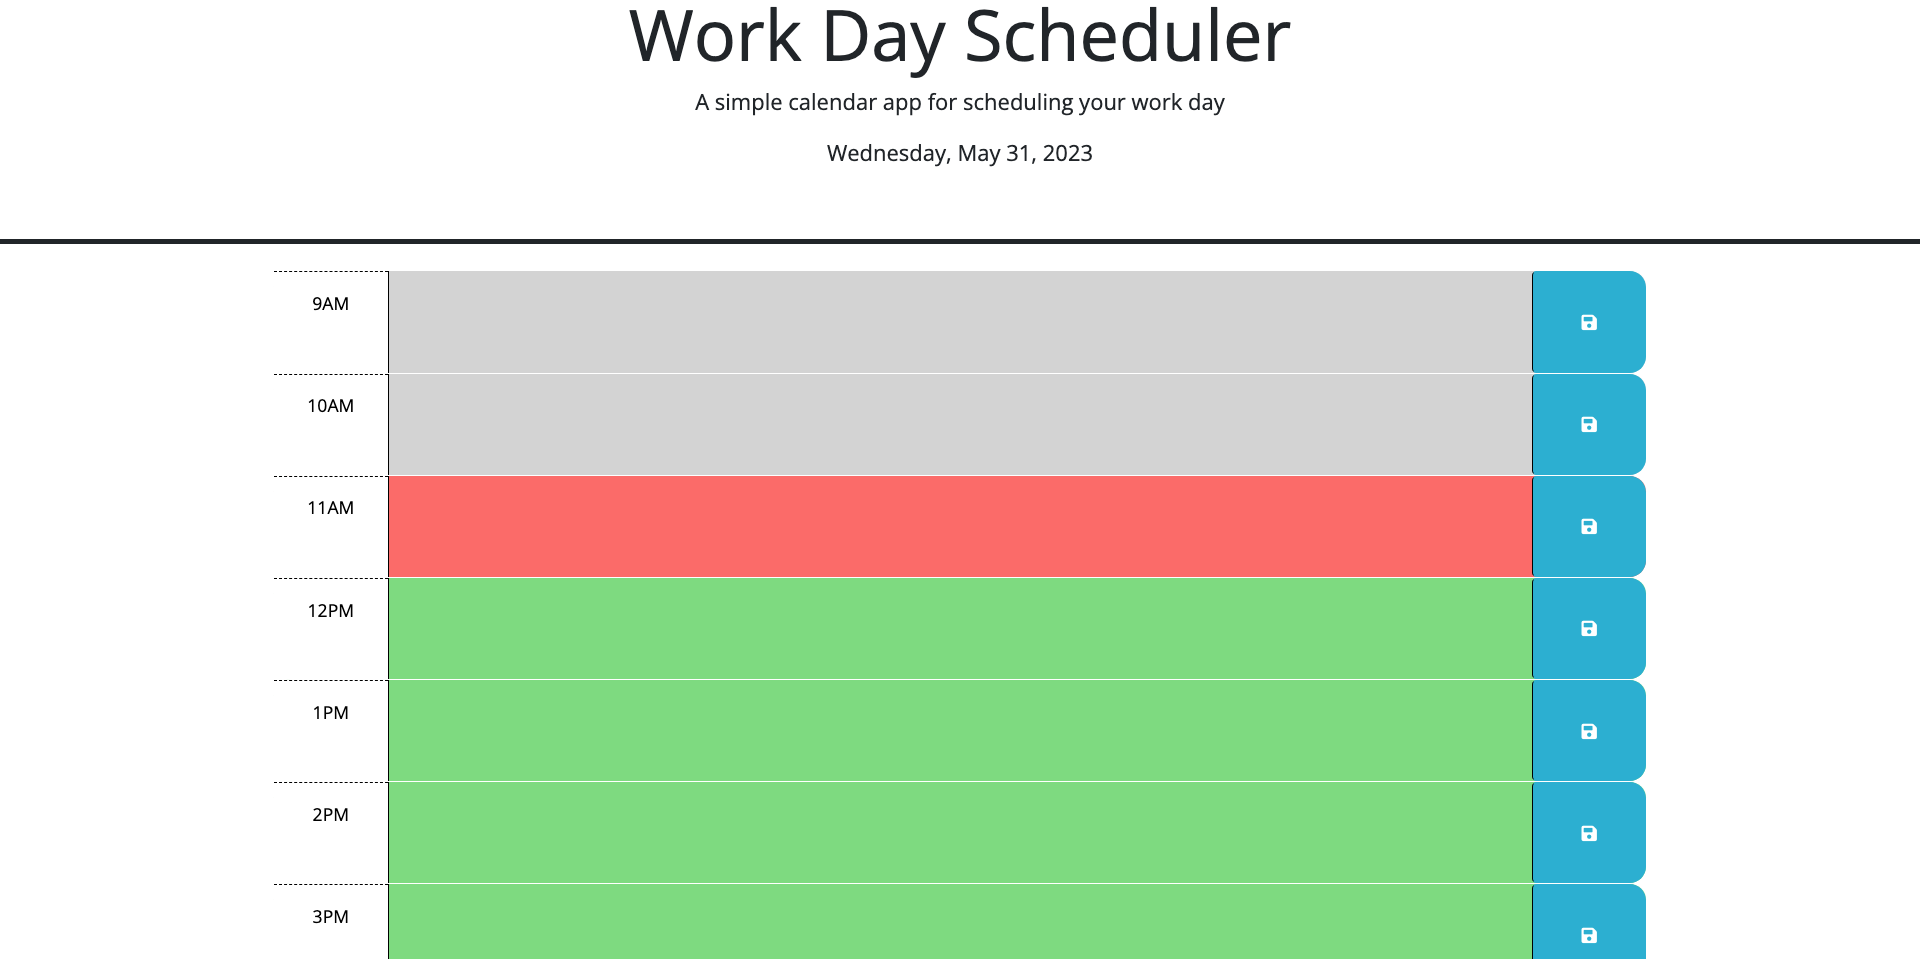 Work Day Scheduler
A simple calendar app for scheduling your work day
Wednesday, May 31, 2023
9AM
10AM
11AM
12PM
1PM
2PM
3PM